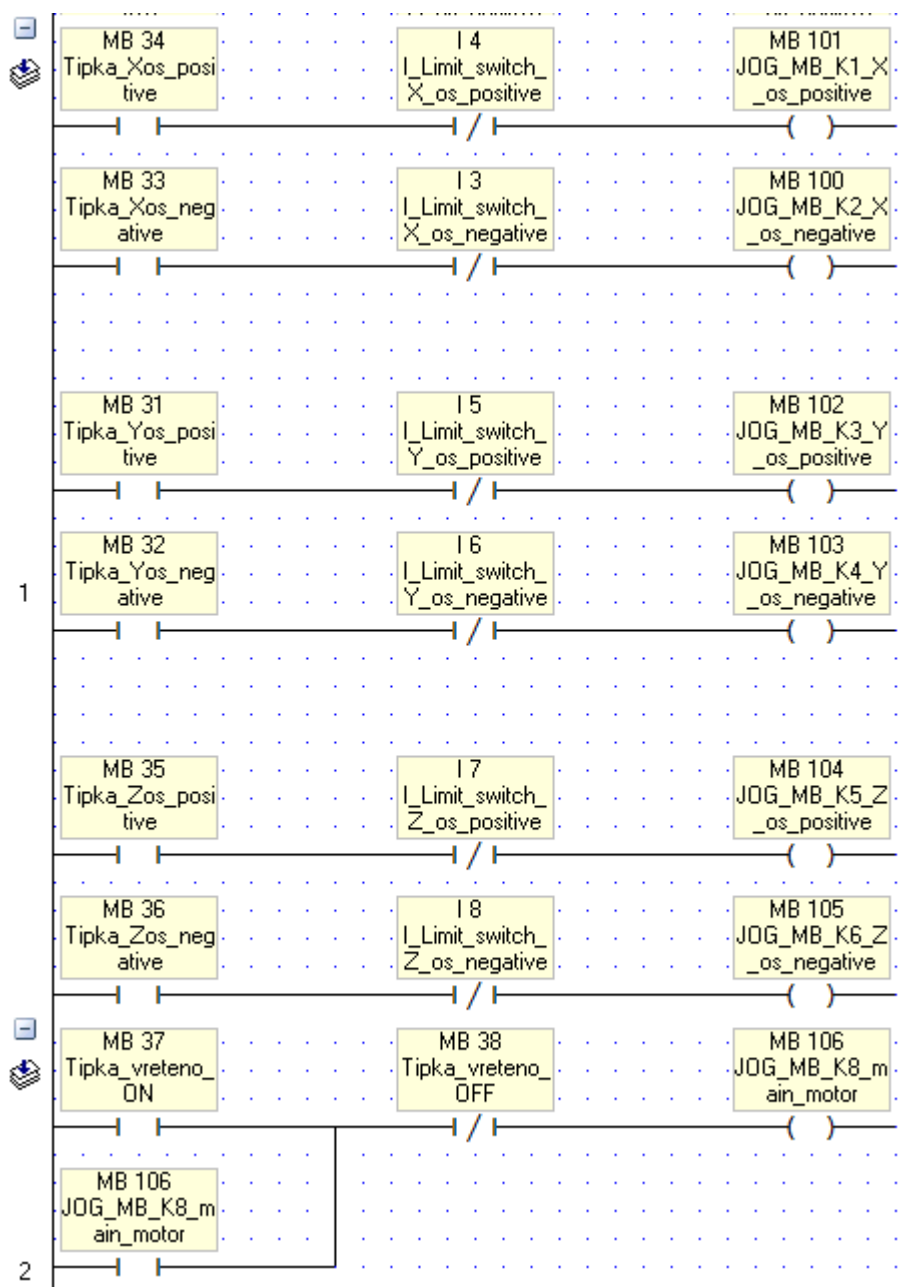 MB 34
Tipka_Xos_posi
tive
I 4
I_Limit_switch_
X_os_positive
MB 101
JOG_MB_K1_X
_os_positive
MB 33
Tipka_Xos_neg
ative
I 3
I_Limit_switch_
X_os_negative
MB 100
JOG_MB_K2_X
_os_negative
MB 31
Tipka_Yos_posi
tive
I 5
I_Limit_switch_
Y_os_positive
MB 102
JOG_MB_K3_Y
_os_positive
1
MB 32
Tipka_Yos_neg
ative
I 6
I_Limit_switch_
Y_os_negative
MB 103
JOG_MB_K4_Y
_os_negative
MB 35
Tipka_Zos_posi
tive
I 7
I_Limit_switch_
Z_os_positive
MB 104
JOG_MB_K5_Z
_os_positive
MB 36
Tipka_Zos_neg
ative
I 8
I_Limit_switch_
Z_os_negative
MB 105
JOG_MB_K6_Z
_os_negative
MB 37
Tipka_vreteno_
ON
MB 38
Tipka_vreteno_
OFF
MB 106
JOG_MB_K8_m
ain_motor
MB 106
JOG_MB_K8_m
ain_motor
2